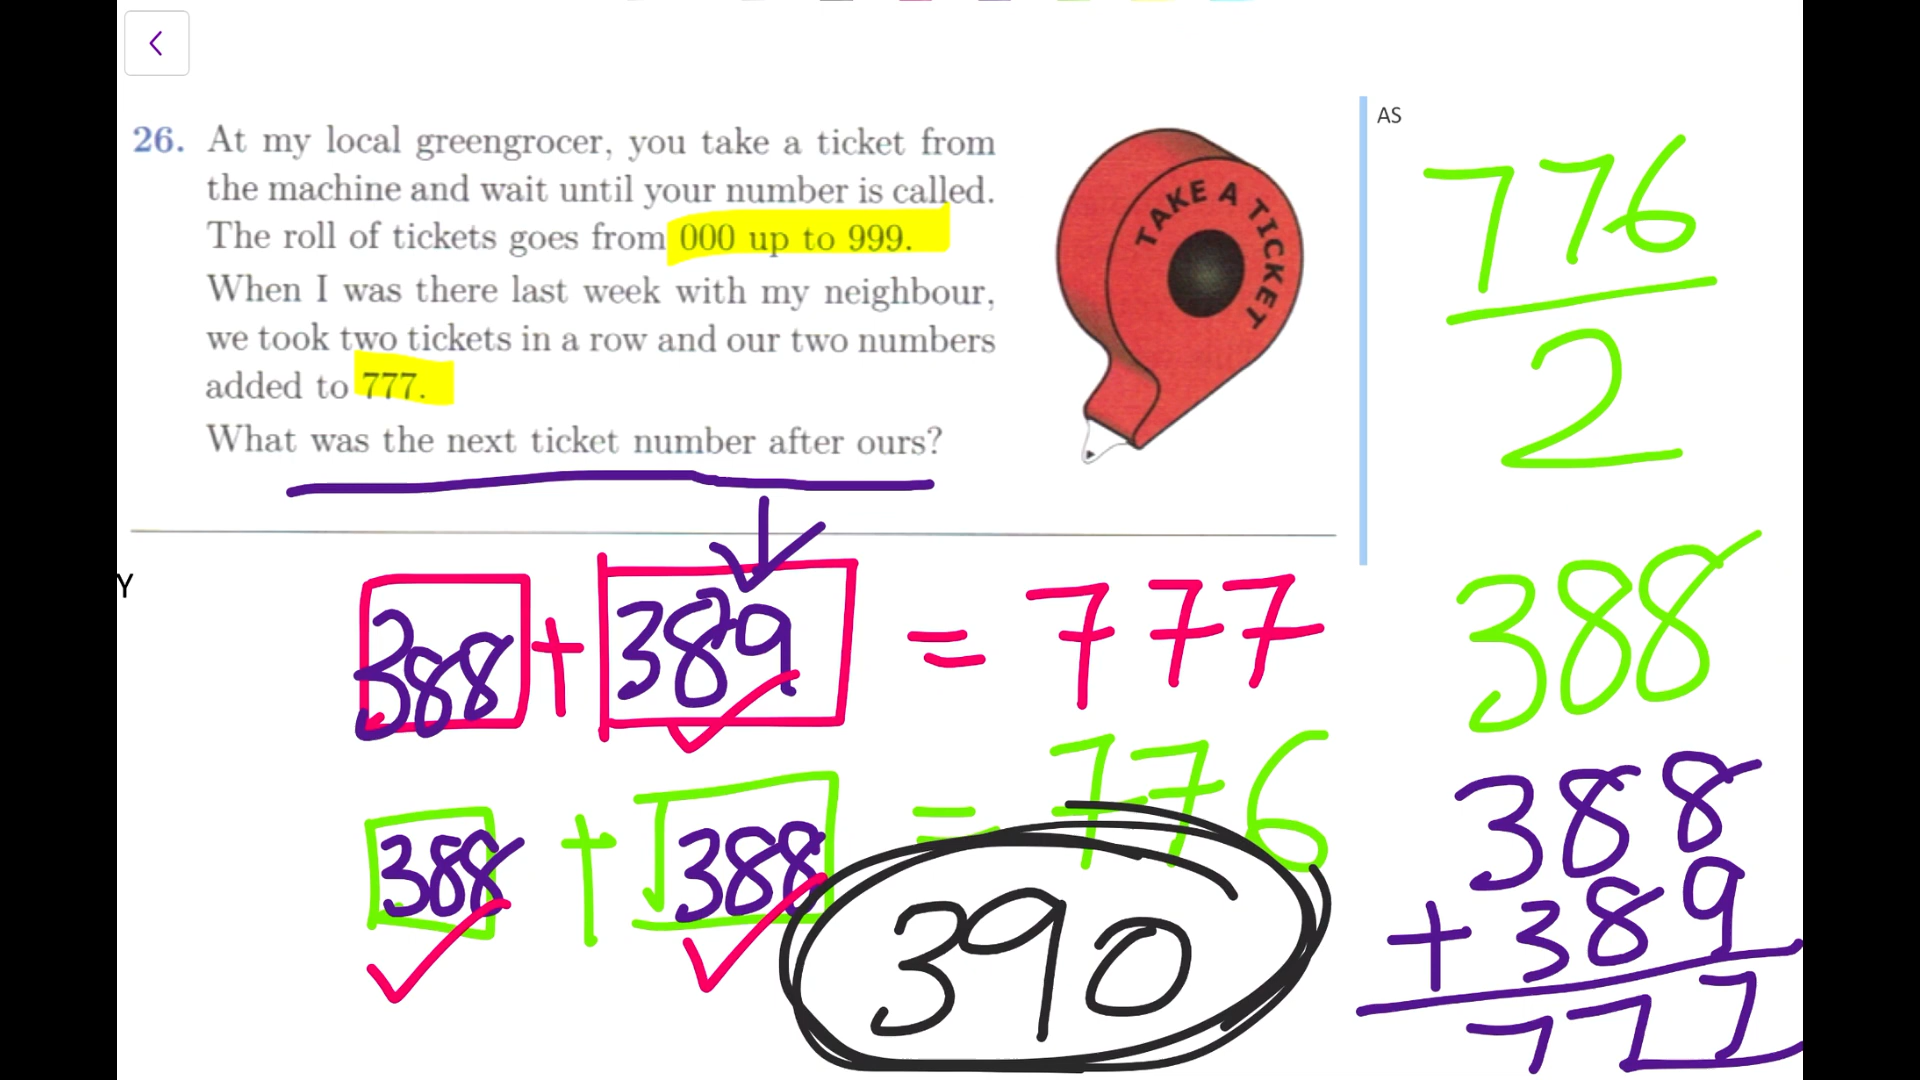 26. At my local greengrocer, you take a ticket from
the machine and wait until your number is called.
The roll of tickets goes from 000 up to 999.
When I was there last week with my neighbour,
we took two tickets in a row and our two numbers
added to 777.
What was the next ticket number after ours?
TAKE A TICKET
AS
776
2
388
Y
388 + 389 = 777
388 + 388 = 776
390
388
+ 389
777